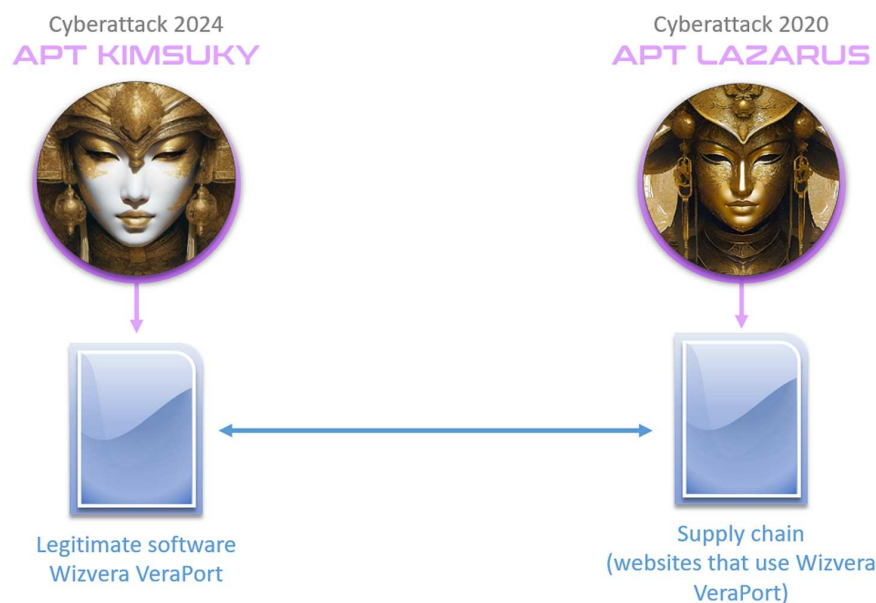 Cyberattack 2024
APT KIMSUKY
Cyberattack 2020
APT LAZARUS
Legitimate software
Wizvera VeraPort
Supply chain
(websites that use Wizvera
VeraPort)